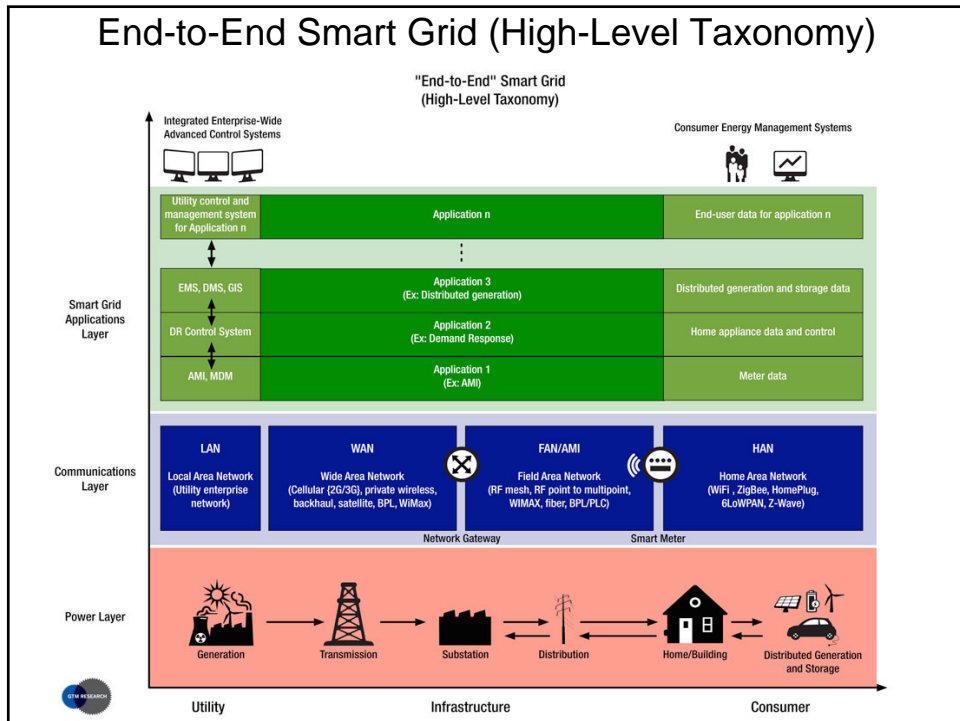 End-to-End Smart Grid (High-Level Taxonomy)
"End-to-End" Smart Grid
(High-Level Taxonomy)
Integrated Enterprise-Wide
Advanced Control Systems
Consumer Energy Management Systems
Smart Grid
Applications
Layer
Utility control and
management system
for Application n
Application n
End-user data for application n
EMS, DMS, GIS
Application 3
(Ex: Distributed generation)
Distributed generation and storage data
DR Control System
Application 2
(Ex: Demand Response)
Home appliance data and control
AMI, MDM
Application 1
(Ex: AMI)
Meter data
Communications
Layer
LAN
Local Area Network
(Utility enterprise
network)
WAN
Wide Area Network
(Cellular {2G/3G}, private wireless,
backhaul, satellite, BPL, WiMax)
FAN/AMI
Field Area Network
(RF mesh, RF point to multipoint,
WIMAX, fiber, BPL/PLC)
HAN
Home Area Network
(WiFi , ZigBee, HomePlug,
6LoWPAN, Z-Wave)
Network Gateway
Smart Meter
Power Layer
Generation
Transmission
Substation
Distribution
Home/Building
Distributed Generation
and Storage
GTM RESEARCH
Utility
Infrastructure
Consumer